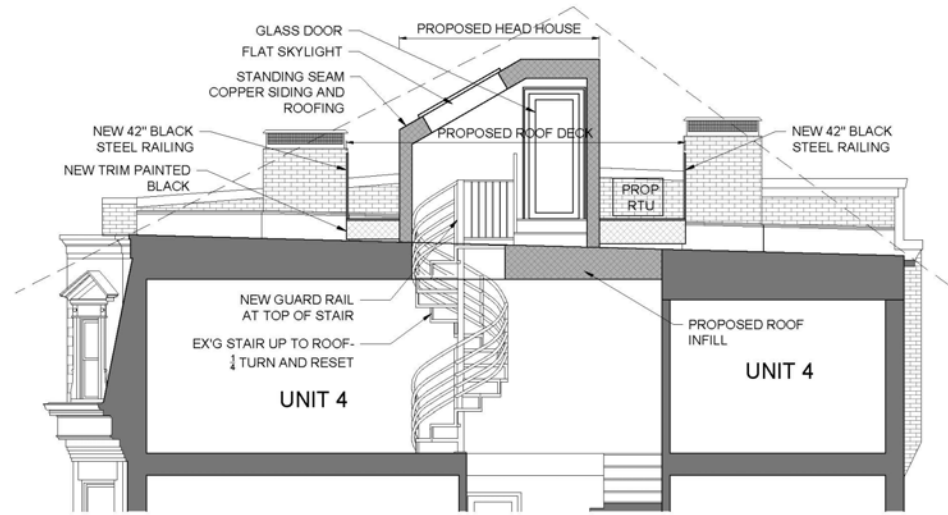 GLASS DOOR
PROPOSED HEAD HOUSE
FLAT SKYLIGHT
STANDING SEAM
COPPER SIDING AND
ROOFING
NEW 42" BLACK
STEEL RAILING
PROPOSED ROOF DECK
NEW 42" BLACK
STEEL RAILING
NEW TRIM PAINTED
BLACK
PROP
RTU
NEW GUARD RAIL
AT TOP OF STAIR
EX'G STAIR UP TO ROOF-
1/4 TURN AND RESET
PROPOSED ROOF
INFILL
UNIT 4
UNIT 4